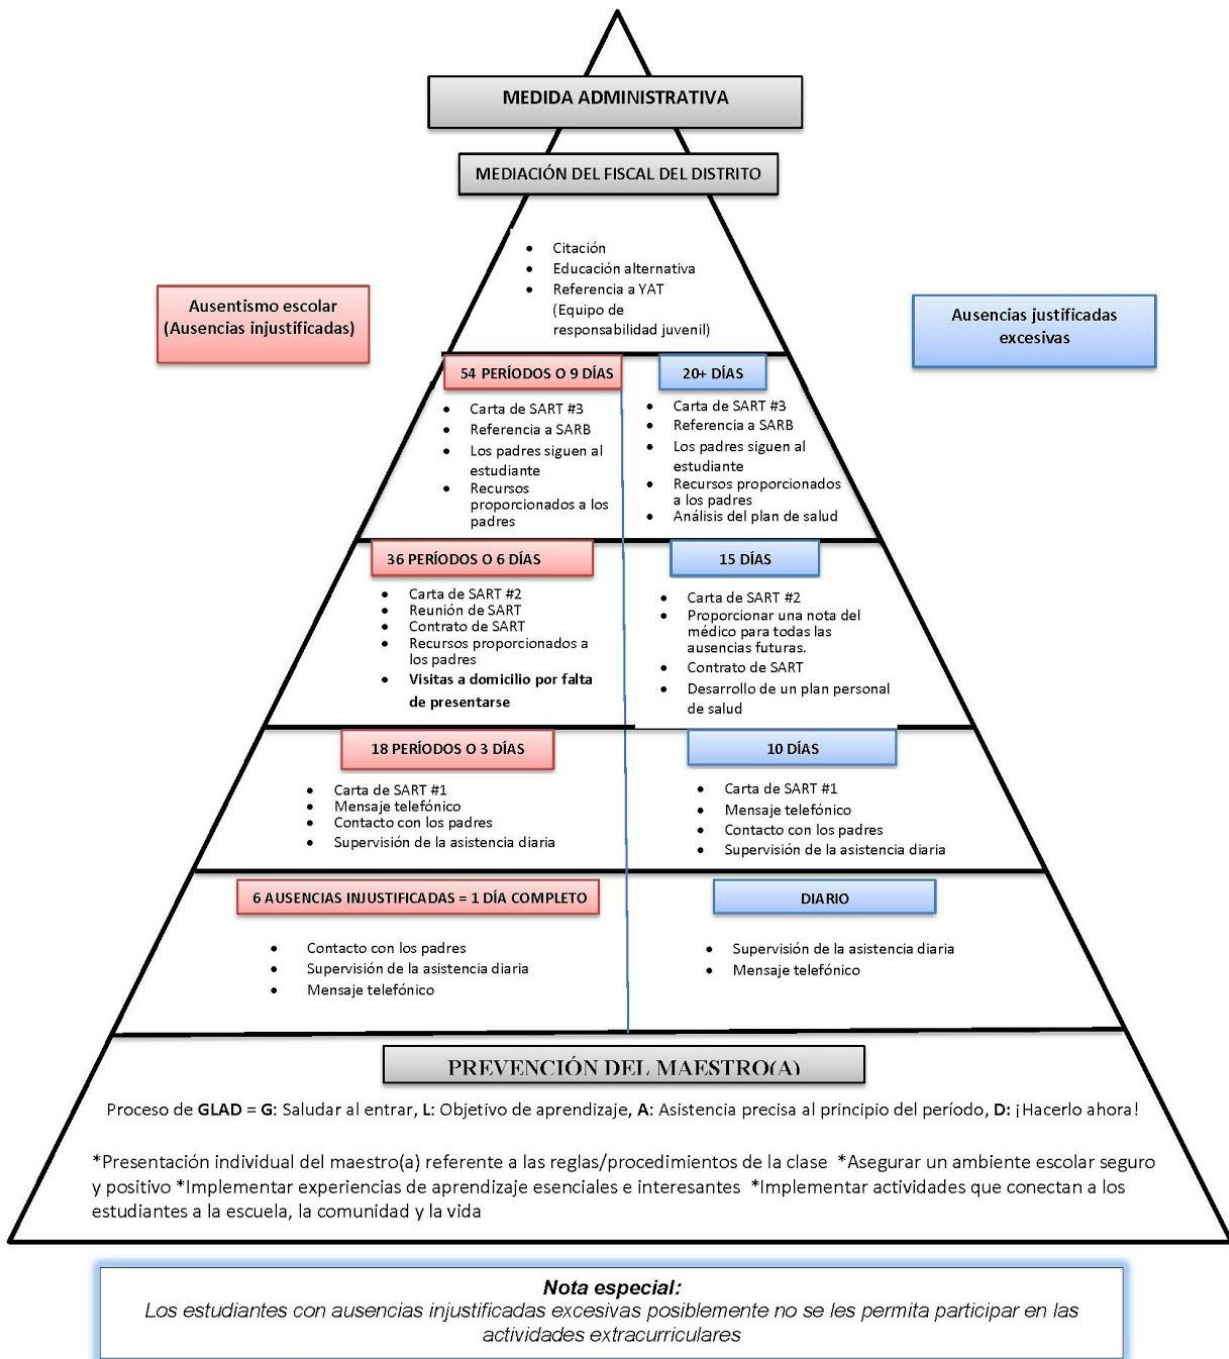 MEDIDA ADMINISTRATIVA
MEDIACIÓN DEL FISCAL DEL DISTRITO
• Citación
• Educación alternativa
• Referencia a YAT
(Equipo de
responsabilidad juvenil)
Ausentismo escolar
(Ausencias injustificadas)
Ausencias justificadas
excesivas
54 PERÍODOS O 9 DÍAS
• Carta de SART #3
• Referencia a SARB
• Los padres siguen al
estudiante
• Recursos
proporcionados a los
padres
20+ DÍAS
• Carta de SART #3
• Referencia a SARB
• Los padres siguen al
estudiante
• Recursos proporcionados
a los padres
• Análisis del plan de salud
36 PERÍODOS O 6 DÍAS
• Carta de SART #2
• Reunión de SART
• Contrato de SART
• Recursos proporcionados a
los padres
• Visitas a domicilio por falta
de presentarse
15 DÍAS
• Carta de SART #2
• Proporcionar una nota del
médico para todas las
ausencias futuras.
• Contrato de SART
• Desarrollo de un plan personal
de salud
18 PERÍODOS O 3 DÍAS
• Carta de SART #1
• Mensaje telefónico
• Contacto con los padres
• Supervisión de la asistencia diaria
10 DÍAS
• Carta de SART #1
• Mensaje telefónico
• Contacto con los padres
• Supervisión de la asistencia diaria
6 AUSENCIAS INJUSTIFICADAS = 1 DÍA COMPLETO
• Contacto con los padres
• Supervisión de la asistencia diaria
• Mensaje telefónico
DIARIO
• Supervisión de la asistencia diaria
• Mensaje telefónico
PREVENCIÓN DEL MAESTRO(A)
Proceso de GLAD = G: Saludar al entrar, L: Objetivo de aprendizaje, A: Asistencia precisa al principio del período, D: ¡Hacerlo ahora!
*Presentación individual del maestro(a) referente a las reglas/procedimientos de la clase *Asegurar un ambiente escolar seguro
y positivo *Implementar experiencias de aprendizaje esenciales e interesantes *Implementar actividades que conectan a los
estudiantes a la escuela, la comunidad y la vida
Nota especial:
Los estudiantes con ausencias injustificadas excesivas posiblemente no se les permita participar en las
actividades extracurriculares